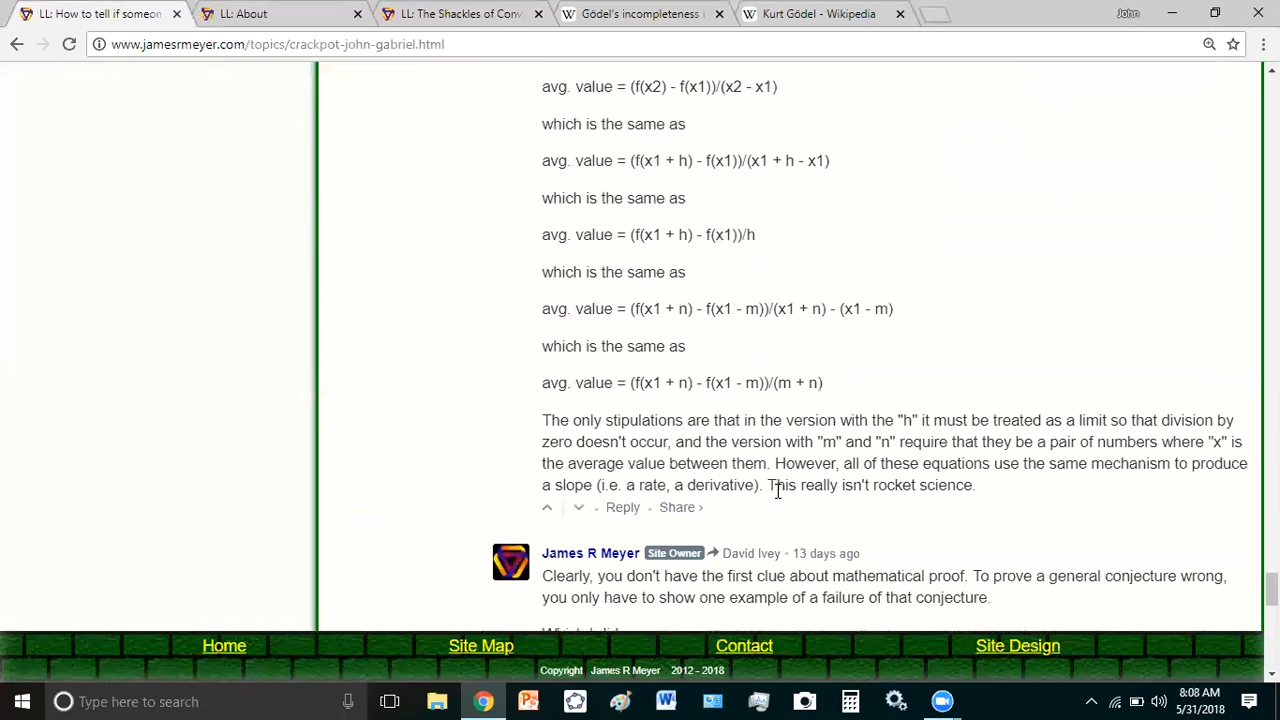 LL: How to tell if someon
LL: About
LL: The Shackles of Conv
Gödel's incompleteness
Kurt Gödel - Wikipedia
John
www.jamesrmeyer.com/topics/crackpot-john-gabriel.html
avg. value = (f(x2) - f(x1))/(x2 - x1)
which is the same as
avg. value = (f(x1 + h) - f(x1))/(x1 + h - x1)
which is the same as
avg. value = (f(x1 + h) - f(x1))/h
which is the same as
avg. value = (f(x1 + n) - f(x1 - m))/(x1 + n) - (x1 - m)
which is the same as
avg. value = (f(x1 + n) - f(x1 - m))/(m + n)
The only stipulations are that in the version with the "h" it must be treated as a limit so that division by
zero doesn't occur, and the version with "m" and "n" require that they be a pair of numbers where "x" is
the average value between them. However, all of these equations use the same mechanism to produce
a slope (i.e. a rate, a derivative). This really isn't rocket science.
Reply Share ›
James R Meyer Site Owner David Ivey • 13 days ago
Clearly, you don't have the first clue about mathematical proof. To prove a general conjecture wrong,
you only have to show one example of a failure of that conjecture.
Home Site Map Contact Site Design
Copyright James R Meyer 2012 - 2018
Type here to search
8:08 AM
5/31/2018